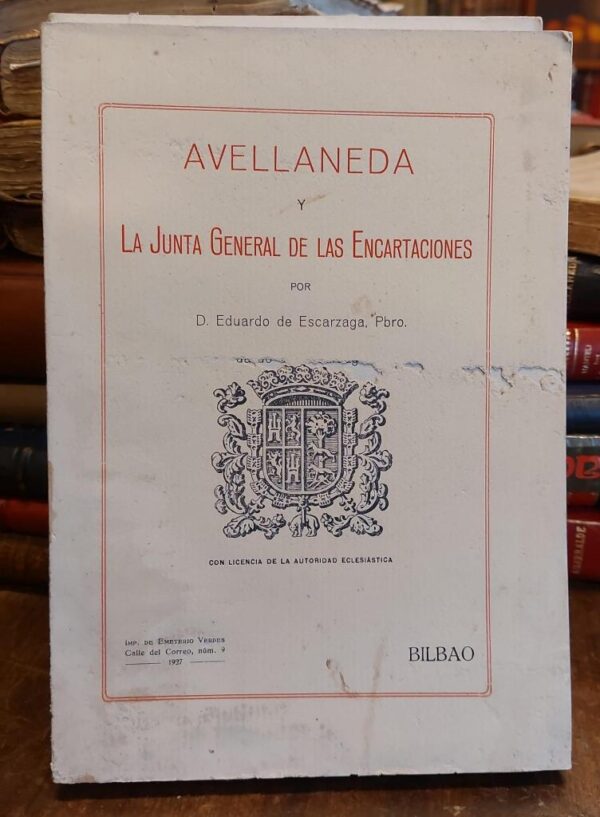 AVELLANEDA
Y
LA JUNTA GENERAL DE LAS ENCARTACIONES
POR
D. Eduardo de Escarzaga, Pbro.
CON LICENCIA DE LA AUTORIDAD ECLESIÁSTICA
IMP. DE EMETERIO VERDES
Calle del Correo, núm. 9
1927
BILBAO